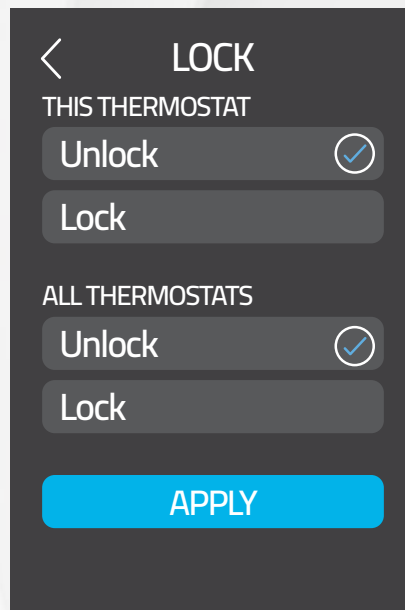 LOCK
THIS THERMOSTAT
Unlock
Lock
ALL THERMOSTATS
Unlock
Lock
APPLY